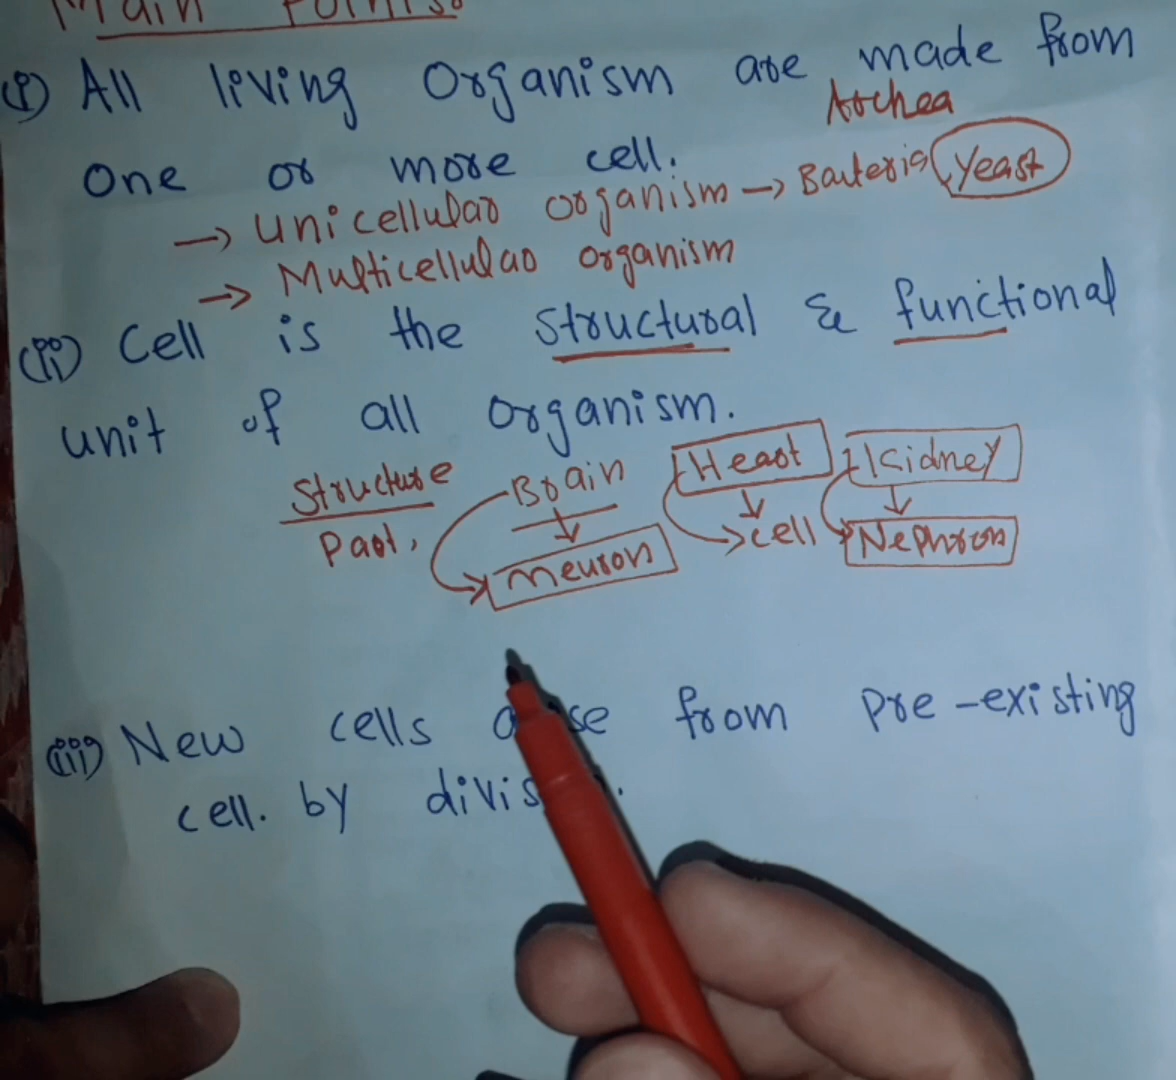 Main Points:
(i) All living Organism are made from
Archea
One or more cell.
→ Unicellular organism → Bacteria, Yeast
→ Multicellular organism
(ii) Cell is the Structural & functional
unit of all organism.
Structure Brain Heart Kidney
Part, neuron cell Nephron
(iii) New cells from Pre-existing
cell. by